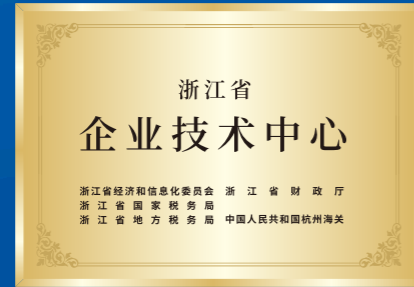 浙江省
企业技术中心
浙江省经济和信息化委员会 浙江省财政厅
浙江省国家税务局
浙江省地方税务局 中国人民共和国杭州海关